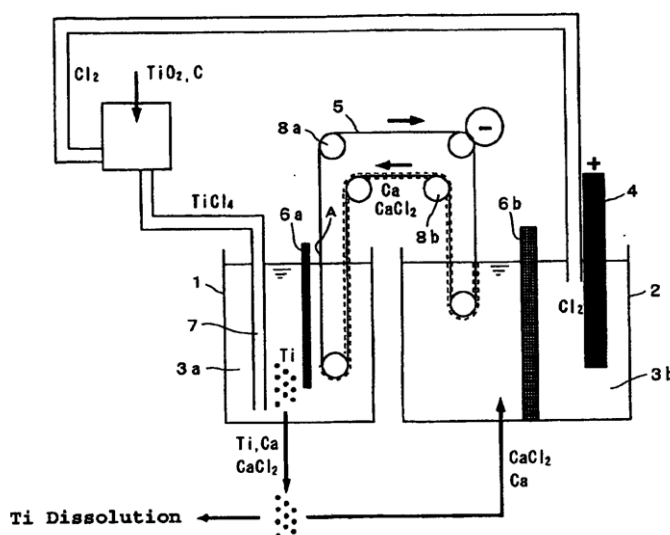 Cl2
TiO2, C
5
8a
−
+
4
Ca
CaCl2
6a
A
8b
6b
TiCl4
1
2
7
Cl2
3a
Ti
3b
Ti, Ca
CaCl2
CaCl2
Ca
Ti Dissolution